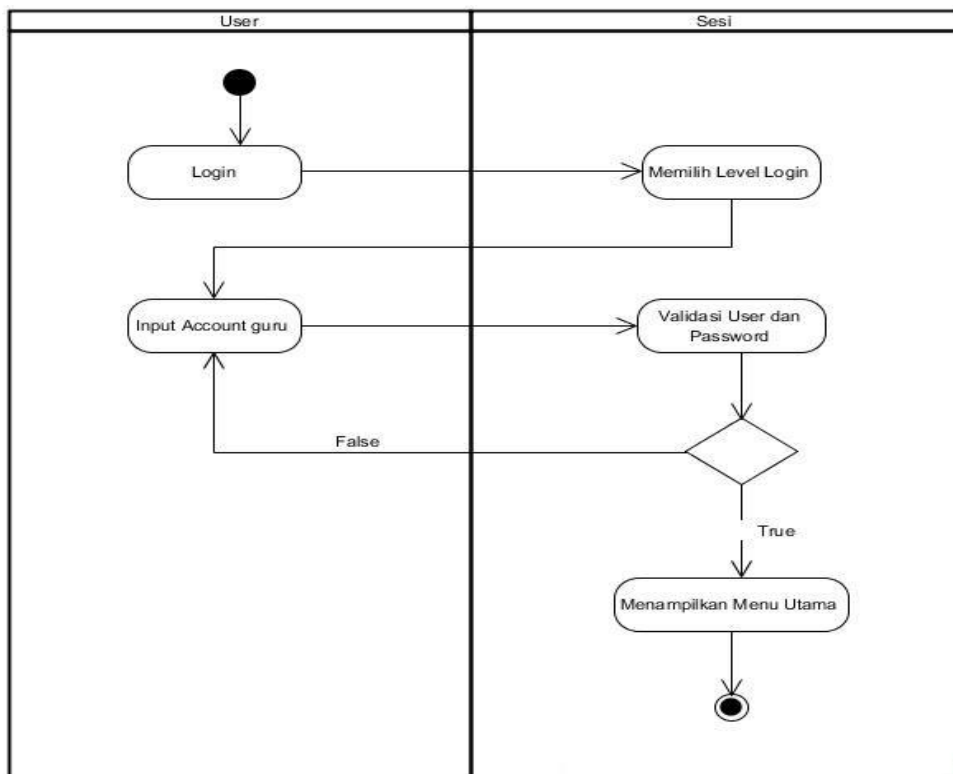 User
Sesi
Login
Memilih Level Login
Input Account guru
Validasi User dan
Password
False
True
Menampilkan Menu Utama